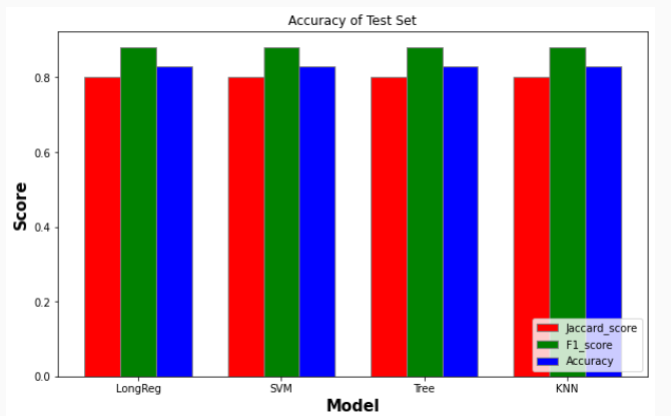 Accuracy of Test Set
Score
0.8
0.6
0.4
0.2
0.0
Jaccard_score
F1_score
Accuracy
LongReg SVM Tree KNN
Model